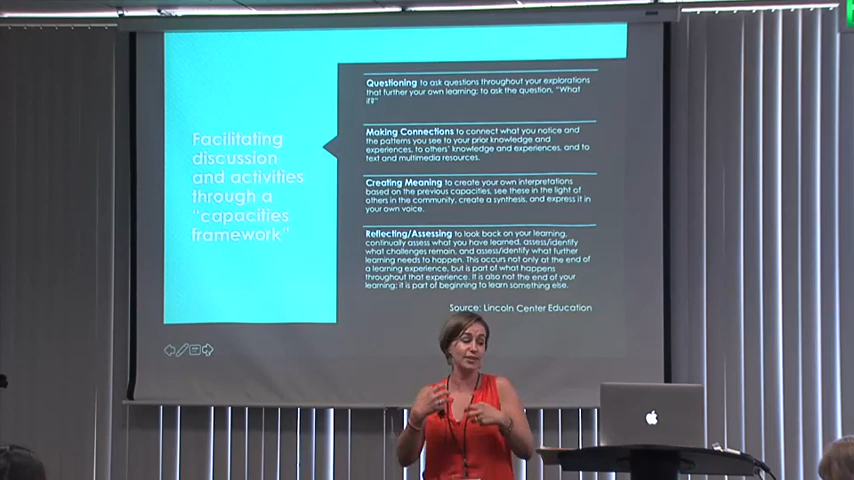 Facilitating
discussion
and activities
through a
"capacities
framework"
Questioning to ask questions throughout your explorations
that further your own learning; to ask the question, "What
if?"
Making Connections to connect what you notice and
the patterns you see to your prior knowledge and
experiences, to others' knowledge and experiences, and to
text and multimedia resources.
Creating Meaning to create your own interpretations
based on the previous capacities, see these in the light of
others in the community, create a synthesis, and express it in
your own voice.
Reflecting/Assessing to look back on your learning,
continually assess what you have learned, assess/identify
what challenges remain, and assess/identify what further
learning needs to happen. This occurs not only at the end of
a learning experience, but is part of what happens
throughout that experience. It is also not the end of your
learning; it is part of beginning to learn something else.
Source: Lincoln Center Education